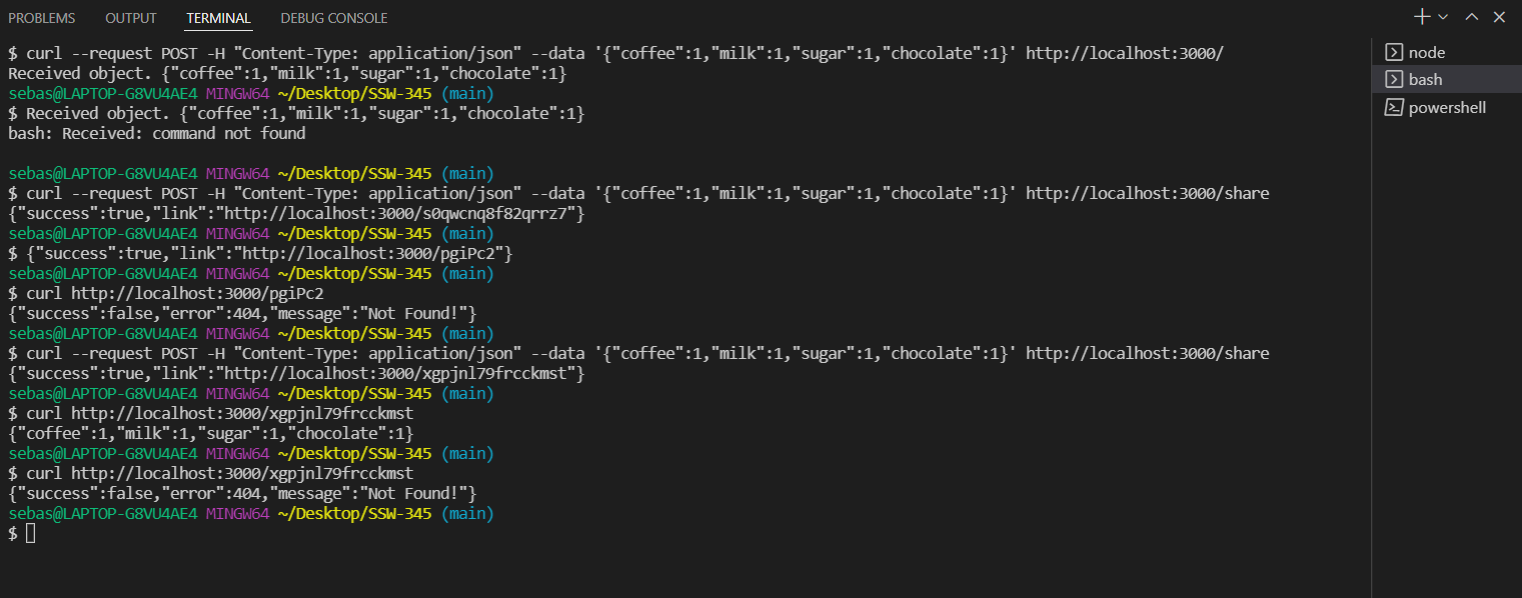 PROBLEMS OUTPUT TERMINAL DEBUG CONSOLE
$ curl --request POST -H "Content-Type: application/json" --data '{"coffee":1,"milk":1,"sugar":1,"chocolate":1}' http://localhost:3000/
Received object. {"coffee":1,"milk":1,"sugar":1,"chocolate":1}
sebas@LAPTOP-G8VU4AE4 MINGW64 ~/Desktop/SSW-345 (main)
$ Received object. {"coffee":1,"milk":1,"sugar":1,"chocolate":1}
bash: Received: command not found
sebas@LAPTOP-G8VU4AE4 MINGW64 ~/Desktop/SSW-345 (main)
$ curl --request POST -H "Content-Type: application/json" --data '{"coffee":1,"milk":1,"sugar":1,"chocolate":1}' http://localhost:3000/share
{"success":true,"link":"http://localhost:3000/s0qwcnq8f82qrrz7"}
sebas@LAPTOP-G8VU4AE4 MINGW64 ~/Desktop/SSW-345 (main)
$ {"success":true,"link":"http://localhost:3000/pgiPc2"}
sebas@LAPTOP-G8VU4AE4 MINGW64 ~/Desktop/SSW-345 (main)
$ curl http://localhost:3000/pgiPc2
{"success":false,"error":404,"message":"Not Found!"}
sebas@LAPTOP-G8VU4AE4 MINGW64 ~/Desktop/SSW-345 (main)
$ curl --request POST -H "Content-Type: application/json" --data '{"coffee":1,"milk":1,"sugar":1,"chocolate":1}' http://localhost:3000/share
{"success":true,"link":"http://localhost:3000/xgpjnl79frcckmst"}
sebas@LAPTOP-G8VU4AE4 MINGW64 ~/Desktop/SSW-345 (main)
$ curl http://localhost:3000/xgpjnl79frcckmst
{"coffee":1,"milk":1,"sugar":1,"chocolate":1}
sebas@LAPTOP-G8VU4AE4 MINGW64 ~/Desktop/SSW-345 (main)
$ curl http://localhost:3000/xgpjnl79frcckmst
{"success":false,"error":404,"message":"Not Found!"}
sebas@LAPTOP-G8VU4AE4 MINGW64 ~/Desktop/SSW-345 (main)
$
node
bash
powershell